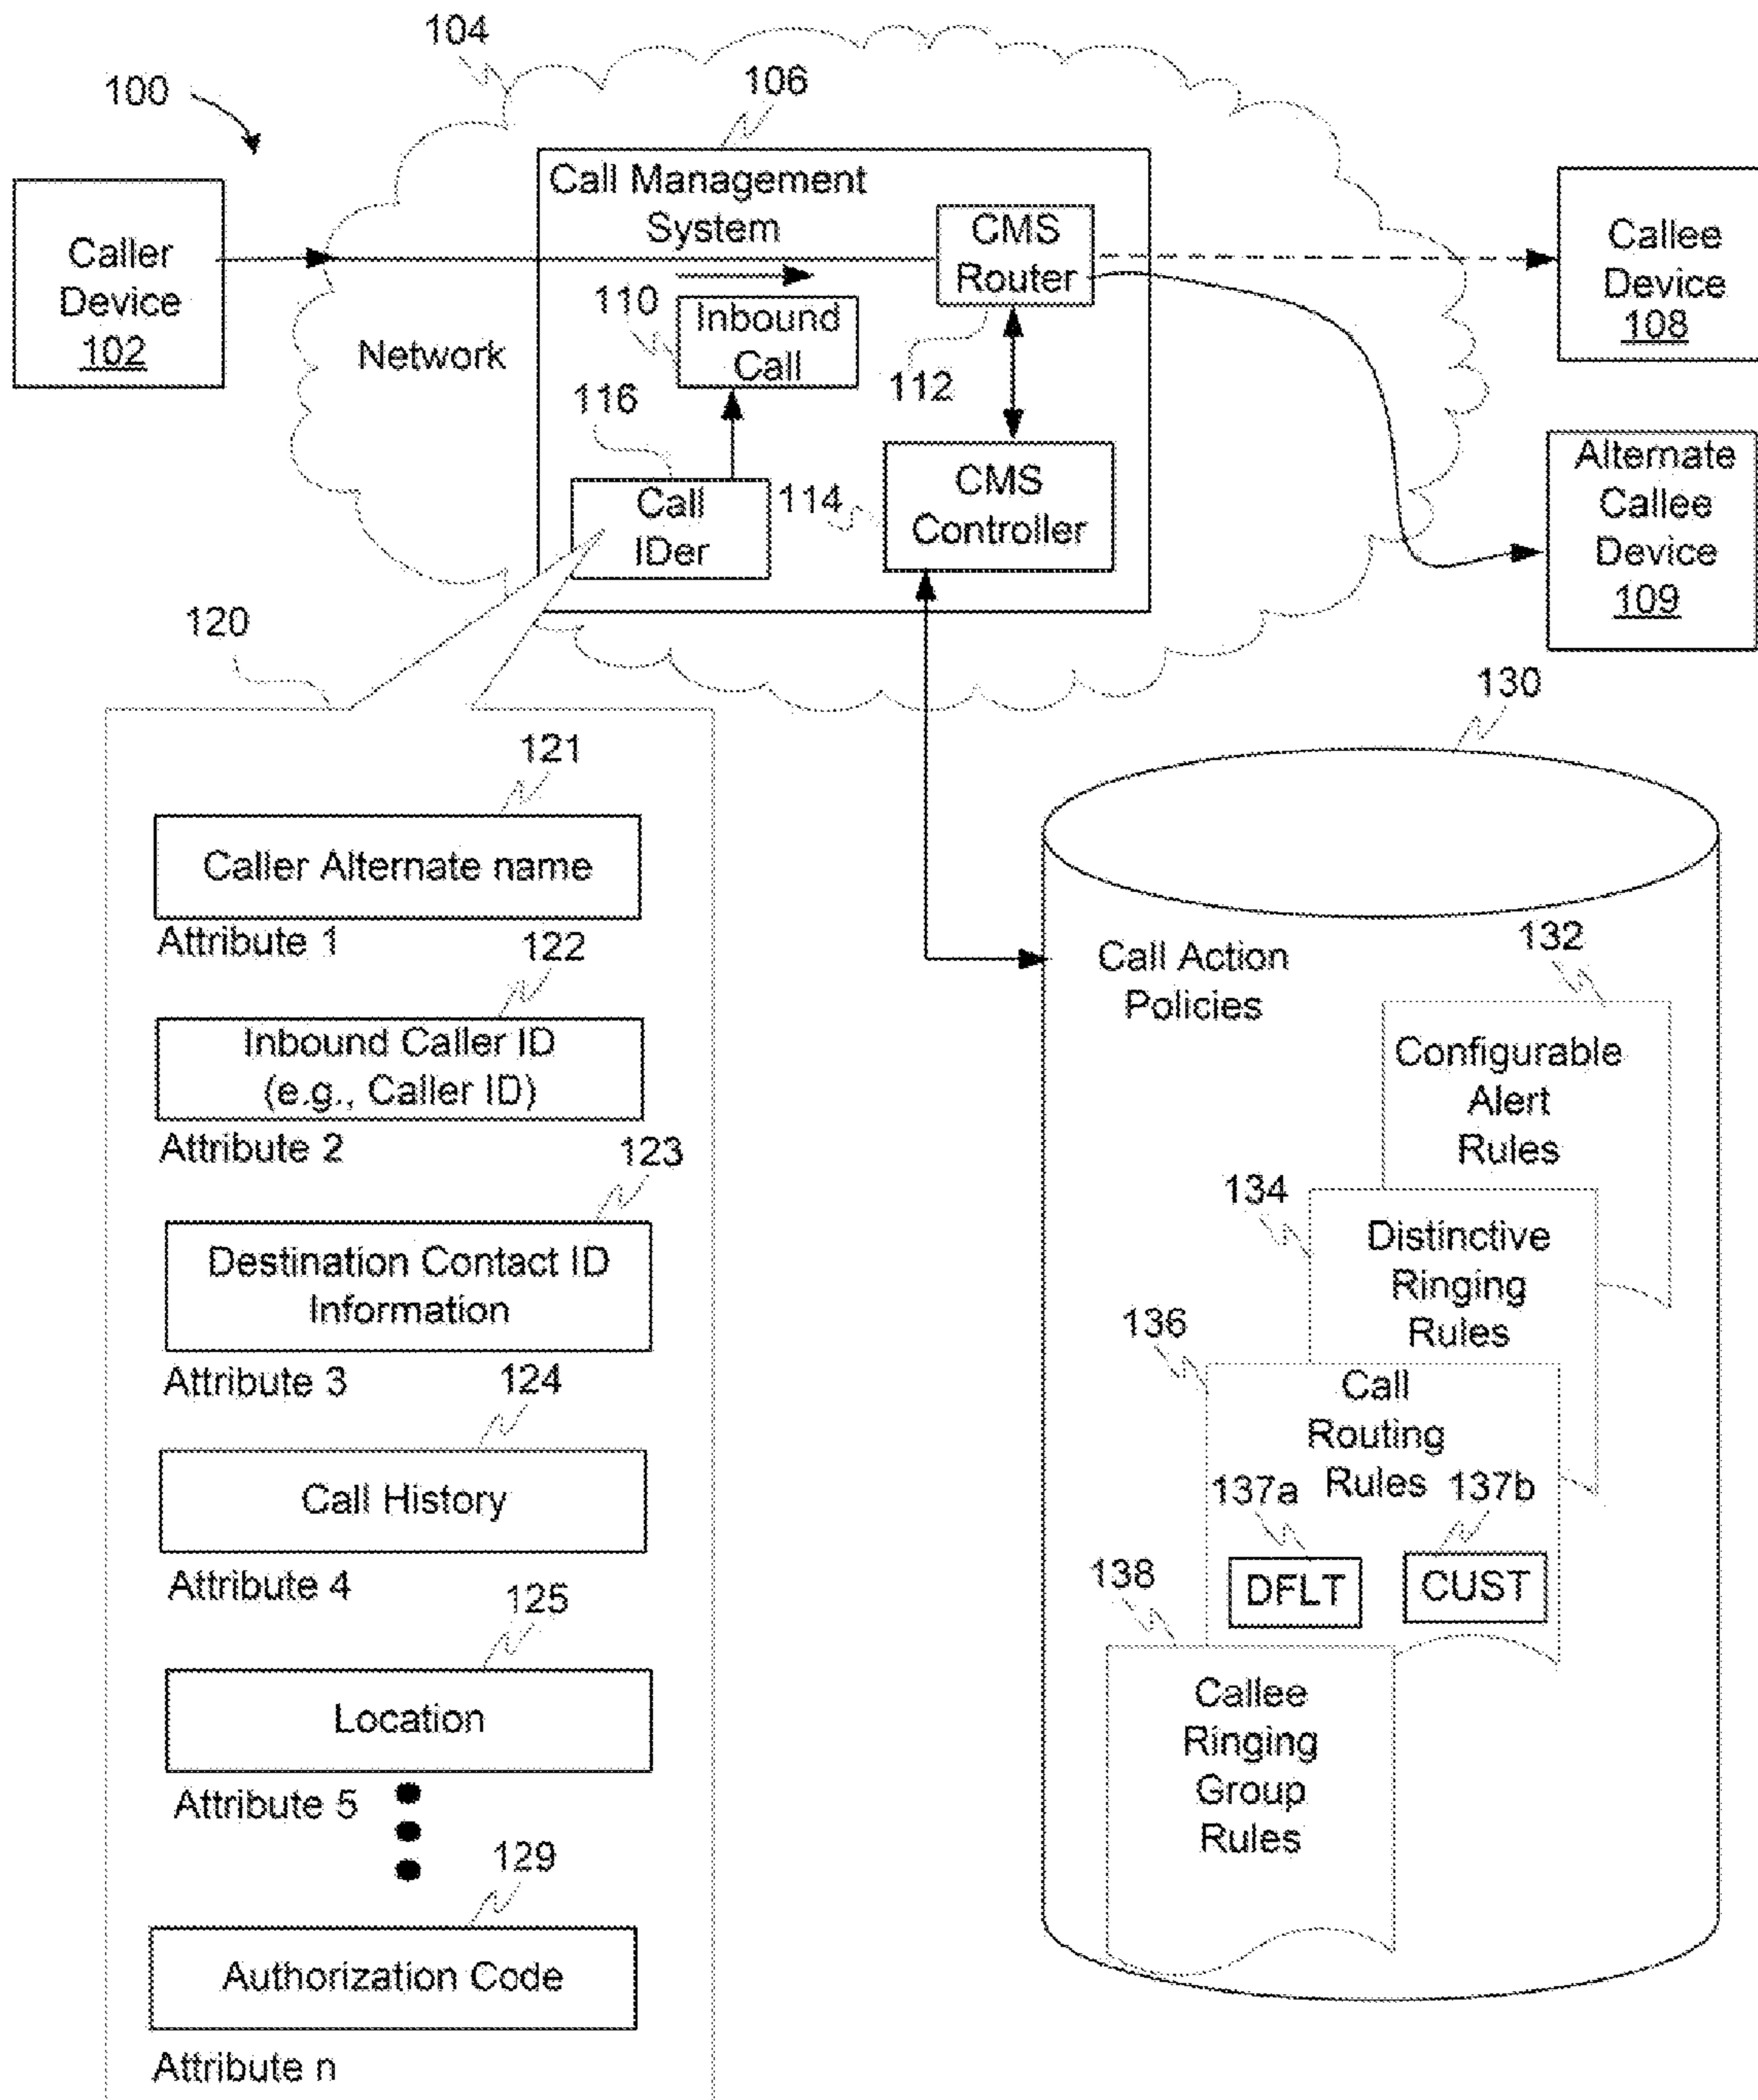 104
100
106
Call Management
System
Caller
Device
102
CMS
Router
Callee
Device
108
110
Inbound
Call
Network
112
116
Call
IDer
114
CMS
Controller
Alternate
Callee
Device
109
120
130
121
Caller Alternate name
Attribute 1
122
Inbound Caller ID
(e.g., Caller ID)
Attribute 2
123
Destination Contact ID
Information
Attribute 3
124
Call History
Attribute 4
125
Location
Attribute 5
129
Authorization Code
Attribute n
Call Action
Policies
132
Configurable
Alert
Rules
134
Distinctive
Ringing
Rules
136
Call
Routing
Rules
137a
137b
DFLT
CUST
138
Callee
Ringing
Group
Rules